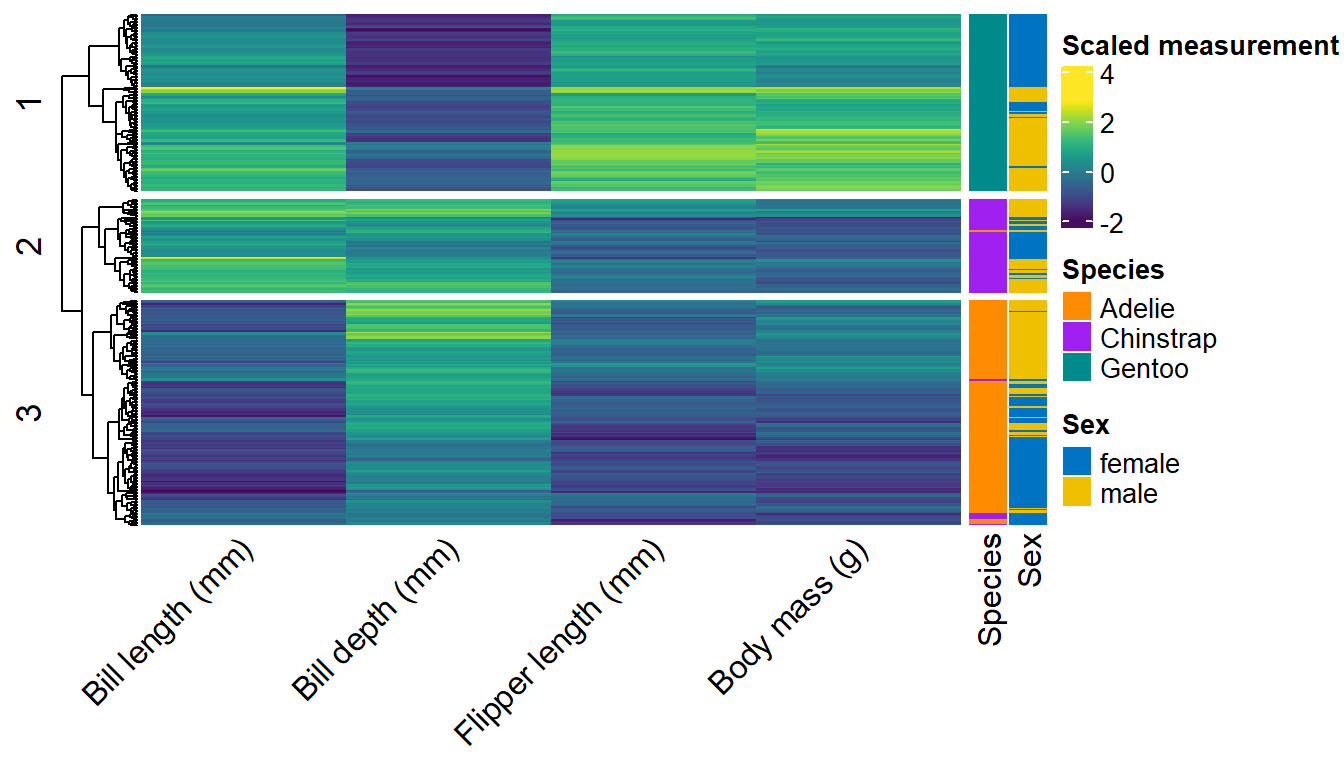 1
2
3
Bill length (mm)
Bill depth (mm)
Flipper length (mm)
Body mass (g)
Species
Sex
Scaled measurement
4
2
0
-2
Species
Adelie
Chinstrap
Gentoo
Sex
female
male